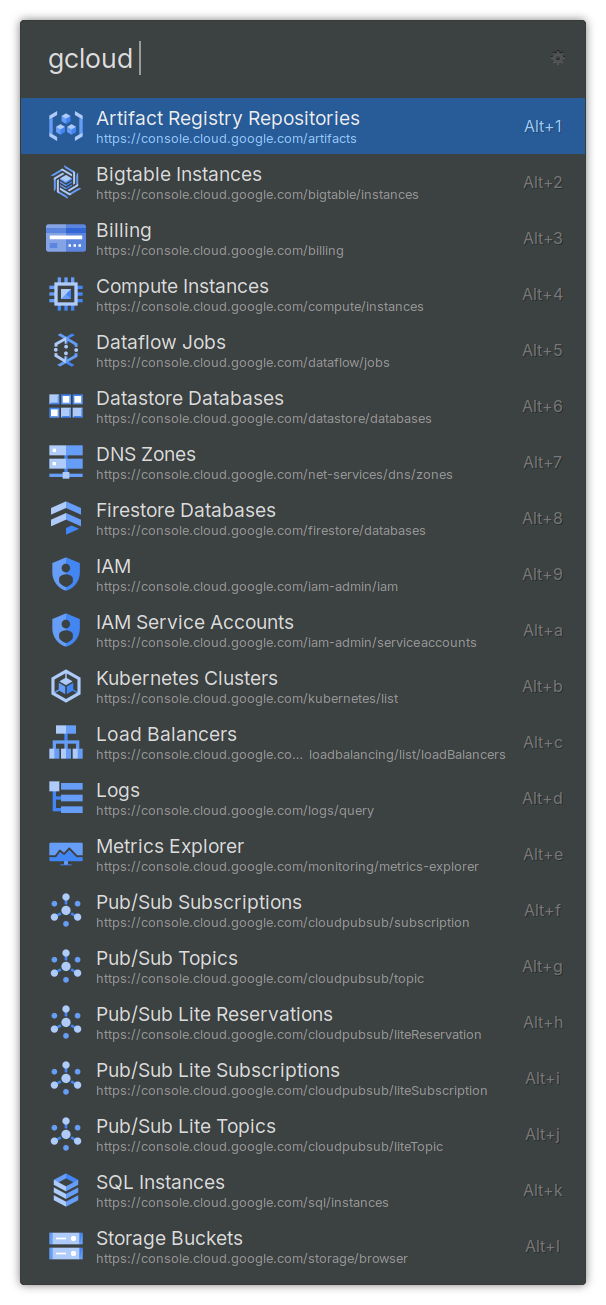 gcloud
Artifact Registry Repositories
https://console.cloud.google.com/artifacts
Alt+1
Bigtable Instances
https://console.cloud.google.com/bigtable/instances
Alt+2
Billing
https://console.cloud.google.com/billing
Alt+3
Compute Instances
https://console.cloud.google.com/compute/instances
Alt+4
Dataflow Jobs
https://console.cloud.google.com/dataflow/jobs
Alt+5
Datastore Databases
https://console.cloud.google.com/datastore/databases
Alt+6
DNS Zones
https://console.cloud.google.com/net-services/dns/zones
Alt+7
Firestore Databases
https://console.cloud.google.com/firestore/databases
Alt+8
IAM
https://console.cloud.google.com/iam-admin/iam
Alt+9
IAM Service Accounts
https://console.cloud.google.com/iam-admin/serviceaccounts
Alt+a
Kubernetes Clusters
https://console.cloud.google.com/kubernetes/list
Alt+b
Load Balancers
https://console.cloud.google.co... loadbalancing/list/loadBalancers
Alt+c
Logs
https://console.cloud.google.com/logs/query
Alt+d
Metrics Explorer
https://console.cloud.google.com/monitoring/metrics-explorer
Alt+e
Pub/Sub Subscriptions
https://console.cloud.google.com/cloudpubsub/subscription
Alt+f
Pub/Sub Topics
https://console.cloud.google.com/cloudpubsub/topic
Alt+g
Pub/Sub Lite Reservations
https://console.cloud.google.com/cloudpubsub/liteReservation
Alt+h
Pub/Sub Lite Subscriptions
https://console.cloud.google.com/cloudpubsub/liteSubscription
Alt+i
Pub/Sub Lite Topics
https://console.cloud.google.com/cloudpubsub/liteTopic
Alt+j
SQL Instances
https://console.cloud.google.com/sql/instances
Alt+k
Storage Buckets
https://console.cloud.google.com/storage/browser
Alt+l